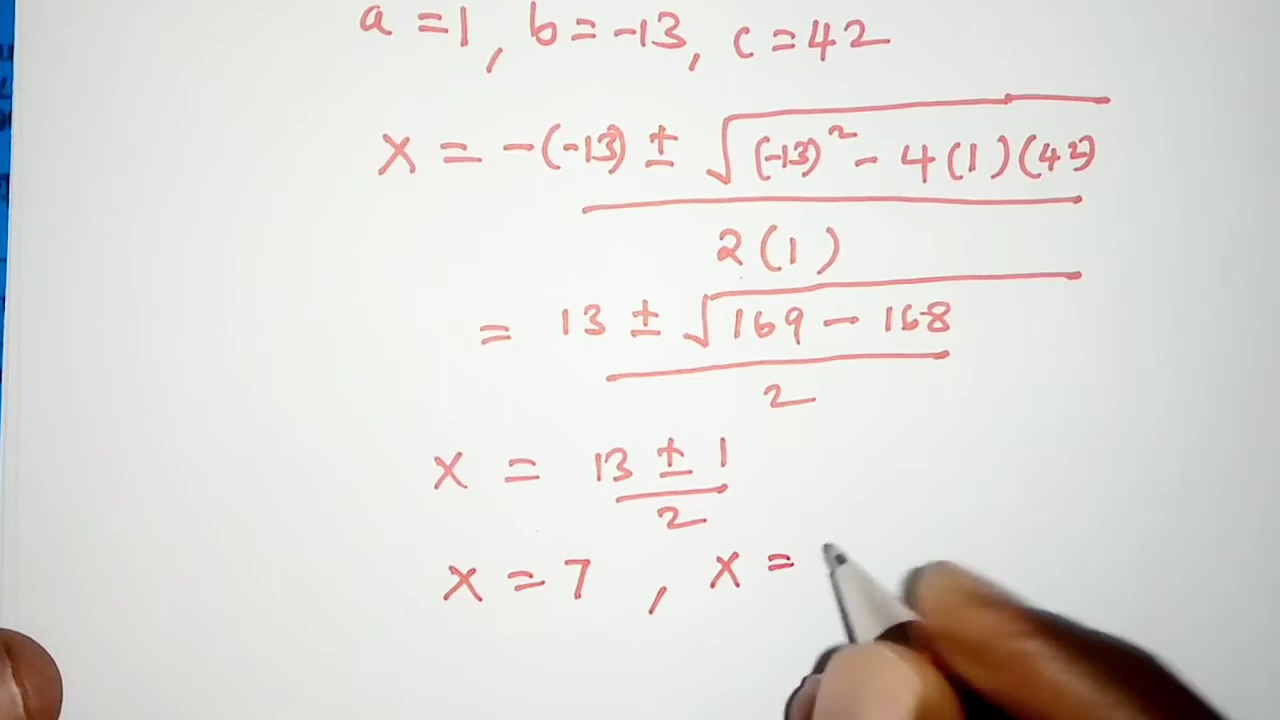 a = 1, b = -13, c = 42
x = -(-13) ± √(-13)² - 4(1)(42)
2(1)
= 13 ± √169 - 168
2
x = 13 ± 1
2
x = 7, x =